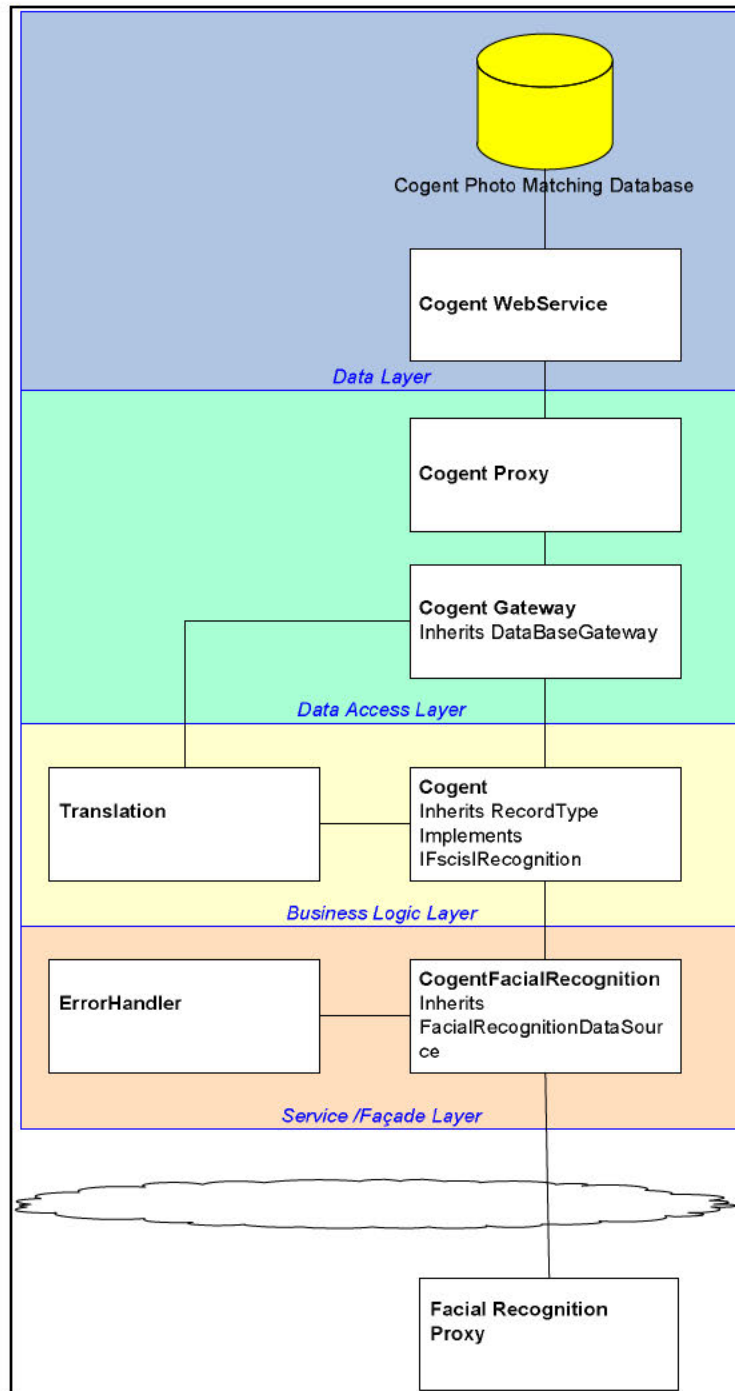 Cogent Photo Matching Database
Cogent WebService
Data Layer
Cogent Proxy
Cogent Gateway
Inherits DataBaseGateway
Data Access Layer
Translation
Cogent
Inherits RecordType
Implements
IFscisIRecognition
Business Logic Layer
ErrorHandler
CogentFacialRecognition
Inherits
FacialRecognitionDataSour
ce
Service /Façade Layer
Facial Recognition
Proxy